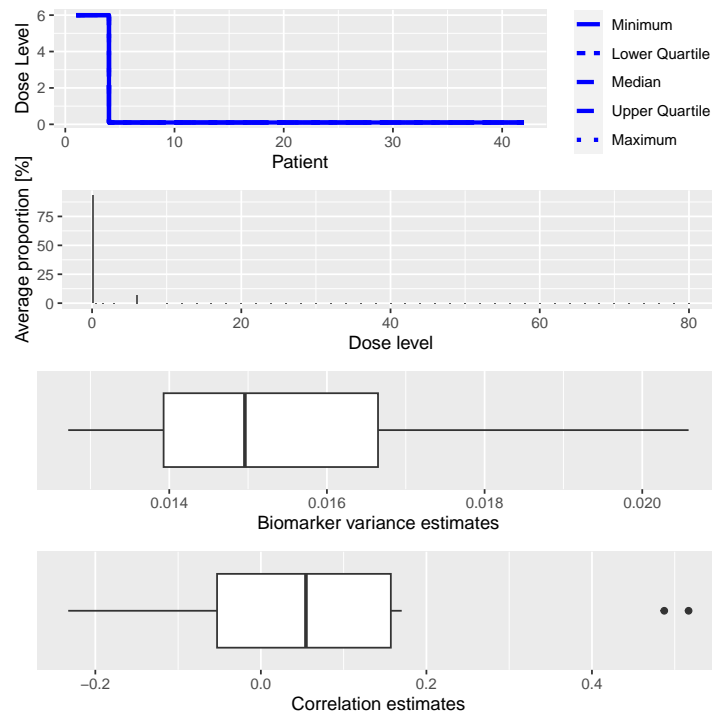 6
4
2
0
Dose Level
0
10
20
30
40
Patient
Minimum
Lower Quartile
Median
Upper Quartile
Maximum
75
50
25
0
Average proportion [%]
0
20
40
60
80
Dose level
0.014
0.016
0.018
0.020
Biomarker variance estimates
−0.2
0.0
0.2
0.4
Correlation estimates